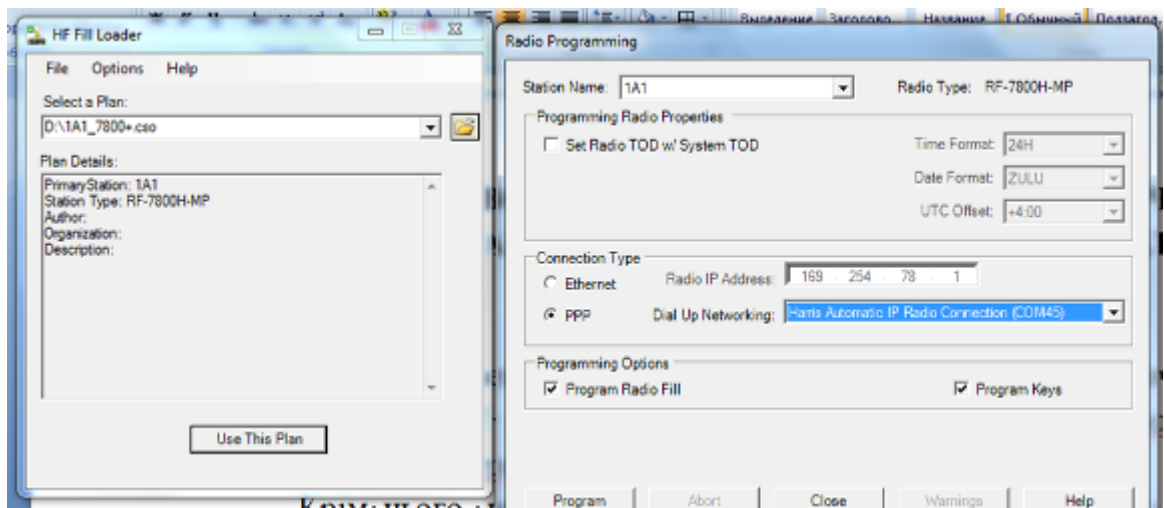 Выделение Заголово... Название ¶ Обычный Подзагол.
HF Fill Loader
File Options Help
Select a Plan:
D:\1A1_7800+.cso
Plan Details:
PrimaryStation: 1A1
Station Type: RF-7800H-MP
Author:
Organization:
Description:
Use This Plan
Radio Programming
Station Name: 1A1 Radio Type: RF-7800H-MP
Programming Radio Properties
Set Radio TOD w/ System TOD
Time Format: 24H
Date Format: ZULU
UTC Offset: +4:00
Connection Type
Ethernet Radio IP Address: 169 . 254 . 78 . 1
PPP Dial Up Networking: Harris Automatic IP Radio Connection (COM45)
Programming Options
Program Radio Fill Program Keys
Program Abort Close Warnings Help